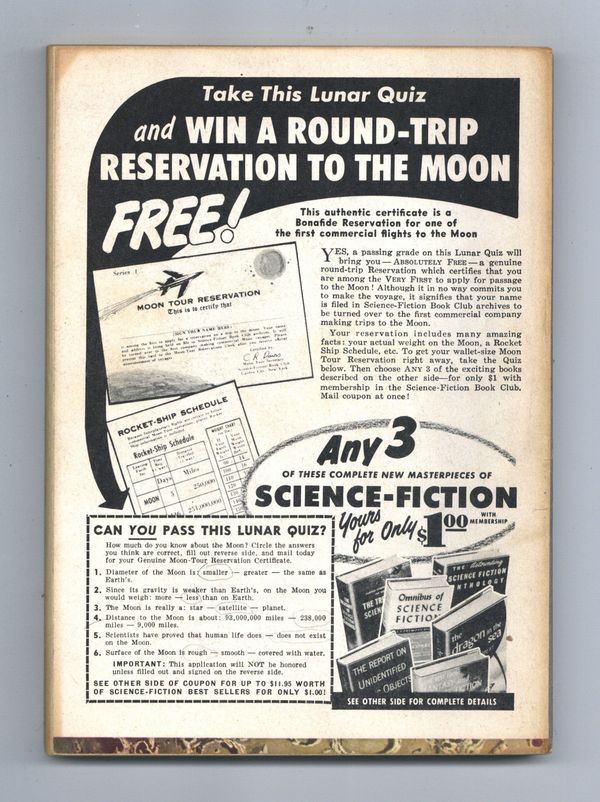 Take This Lunar Quiz
and WIN A ROUND-TRIP
RESERVATION TO THE MOON
FREE!
This authentic certificate is a
Bonafide Reservation for one of
the first commercial flights to the Moon
YES, a passing grade on this Lunar Quiz will
bring you — ABSOLUTELY FREE — a genuine
round-trip Reservation which certifies that you
are among the VERY FIRST to apply for passage
to the Moon! Although it in no way commits you
to make the voyage, it signifies that your name
is filed in Science-Fiction Book Club archives to
be turned over to the first commercial company
making trips to the Moon.
Your reservation includes many amazing
facts: your actual weight on the Moon, a Rocket
Ship Schedule, etc. To get your wallet-size Moon
Tour Reservation right away, take the Quiz
below. Then choose ANY 3 of the exciting books
described on the other side—for only $1 with
membership in the Science-Fiction Book Club.
Mail coupon at once!
Series
MOON TOUR RESERVATION
This is to certify that
(SIGN YOUR NAME HERE)
ROCKET-SHIP SCHEDULE
Rocket-Ship Schedule
WEIGHT CHART
Days
Miles
MOON
5
250,000
251,000,000
Any 3
OF THESE COMPLETE NEW MASTERPIECES OF
SCIENCE-FICTION
Yours for Only $1.00 WITH MEMBERSHIP
CAN YOU PASS THIS LUNAR QUIZ?
How much do you know about the Moon? Circle the answers
you think are correct, fill out reverse side, and mail today
for your Genuine Moon-Tour Reservation Certificate.
1. Diameter of the Moon is smaller — greater — the same as
Earth's.
2. Since its gravity is weaker than Earth's, on the Moon you
would weigh: more — less than on Earth.
3. The Moon is really a: star — satellite — planet.
4. Distance to the Moon is about: 93,000,000 miles — 238,000
miles — 9,000 miles.
5. Scientists have proved that human life does — does not exist
on the Moon.
6. Surface of the Moon is rough — smooth — covered with water.
IMPORTANT: This application will NOT be honored
unless filled out and signed on the reverse side.
SEE OTHER SIDE OF COUPON FOR UP TO $11.95 WORTH
OF SCIENCE-FICTION BEST SELLERS FOR ONLY $1.00!
THE Astounding
SCIENCE FICTION
ANTHOLOGY
Omnibus of
SCIENCE
FICTION
the
dragon in the
sea
THE REPORT ON
UNIDENTIFIED
OBJECTS
SEE OTHER SIDE FOR COMPLETE DETAILS